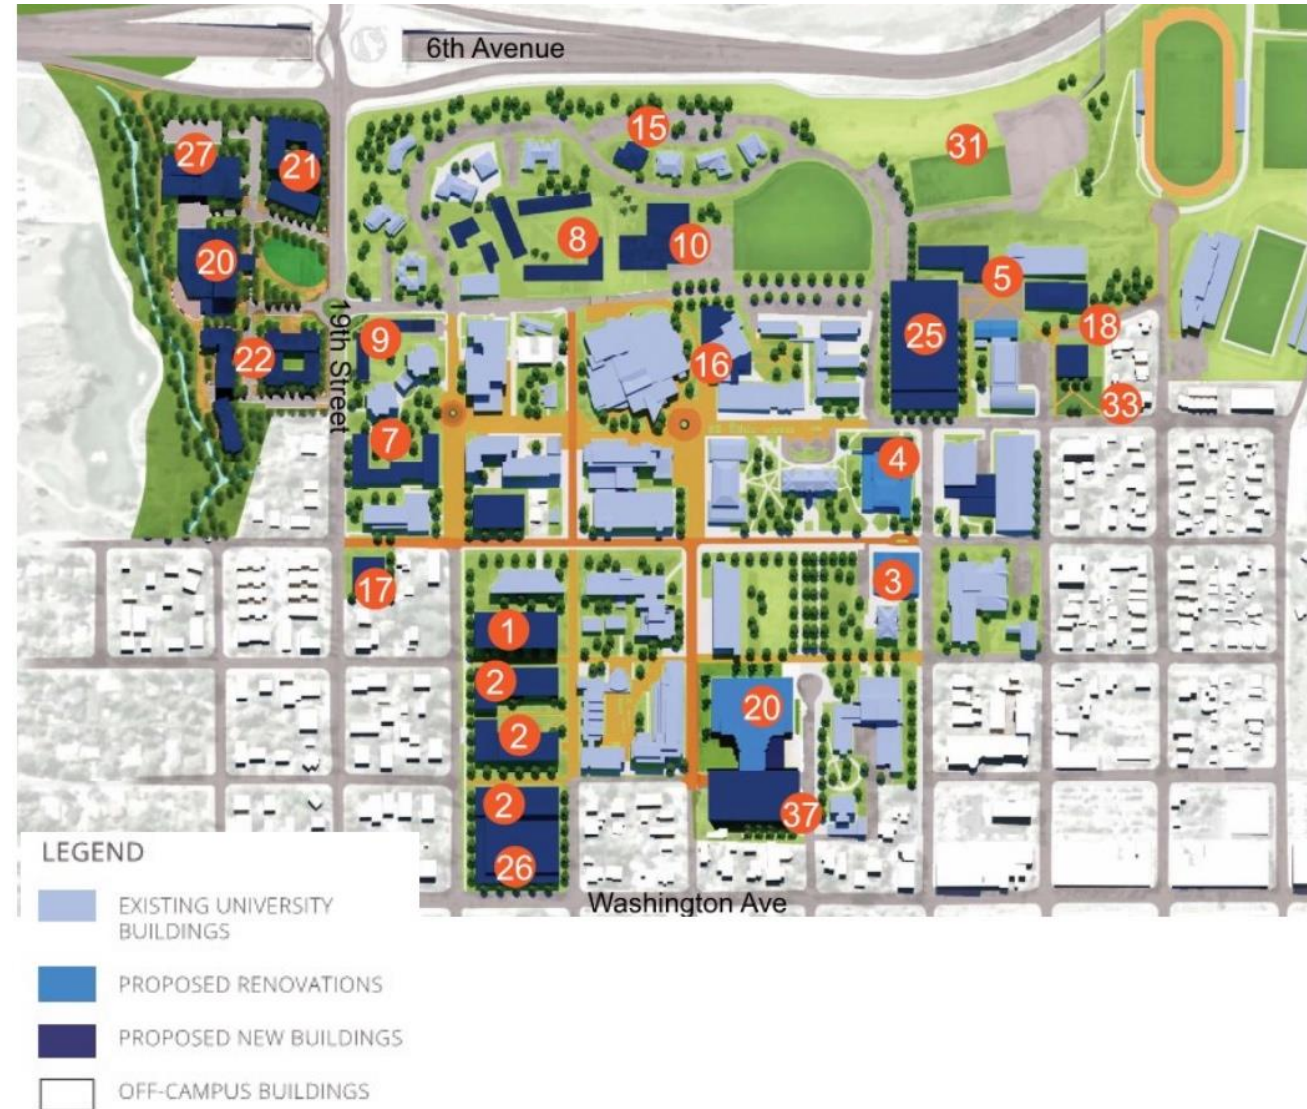 6th Avenue
15
27
21
31
8
10
20
5
19th Street
18
9
25
22
16
33
7
4
17
3
1
2
20
2
2
37
26
Washington Ave
LEGEND
EXISTING UNIVERSITY
BUILDINGS
PROPOSED RENOVATIONS
PROPOSED NEW BUILDINGS
OFF-CAMPUS BUILDINGS